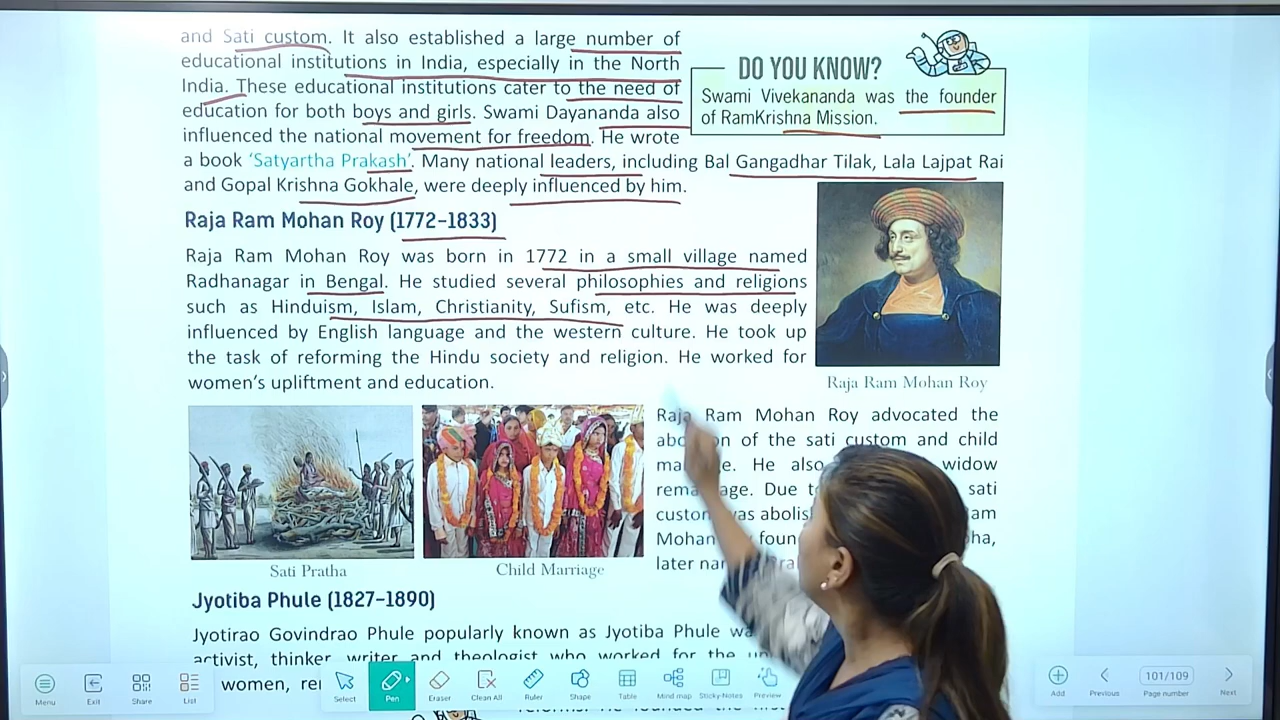 and Sati custom. It also established a large number of
educational institutions in India, especially in the North
India. These educational institutions cater to the need of
education for both boys and girls. Swami Dayananda also
influenced the national movement for freedom. He wrote
a book 'Satyartha Prakash'. Many national leaders, including Bal Gangadhar Tilak, Lala Lajpat Rai
and Gopal Krishna Gokhale, were deeply influenced by him.
DO YOU KNOW?
Swami Vivekananda was the founder
of RamKrishna Mission.
Raja Ram Mohan Roy (1772–1833)
Raja Ram Mohan Roy was born in 1772 in a small village named
Radhanagar in Bengal. He studied several philosophies and religions
such as Hinduism, Islam, Christianity, Sufism, etc. He was deeply
influenced by English language and the western culture. He took up
the task of reforming the Hindu society and religion. He worked for
women's upliftment and education.
Raja Ram Mohan Roy
Raja Ram Mohan Roy advocated the
of the sati custom and child
He also widow
Due sati
custom was
Mohan
later
Sati Pratha
Child Marriage
Jyotiba Phule (1827–1890)
Jyotirao Govindrao Phule popularly known as Jyotiba Phule
activist, thinker, writer and theologist who worked for the
women,
Menu
Exit
Share
List
Select
Pen
Eraser
Clean All
Ruler
Shape
Table
Mind map
Sticky-Notes
Preview
Add
Previous
101/109
Page number
Next